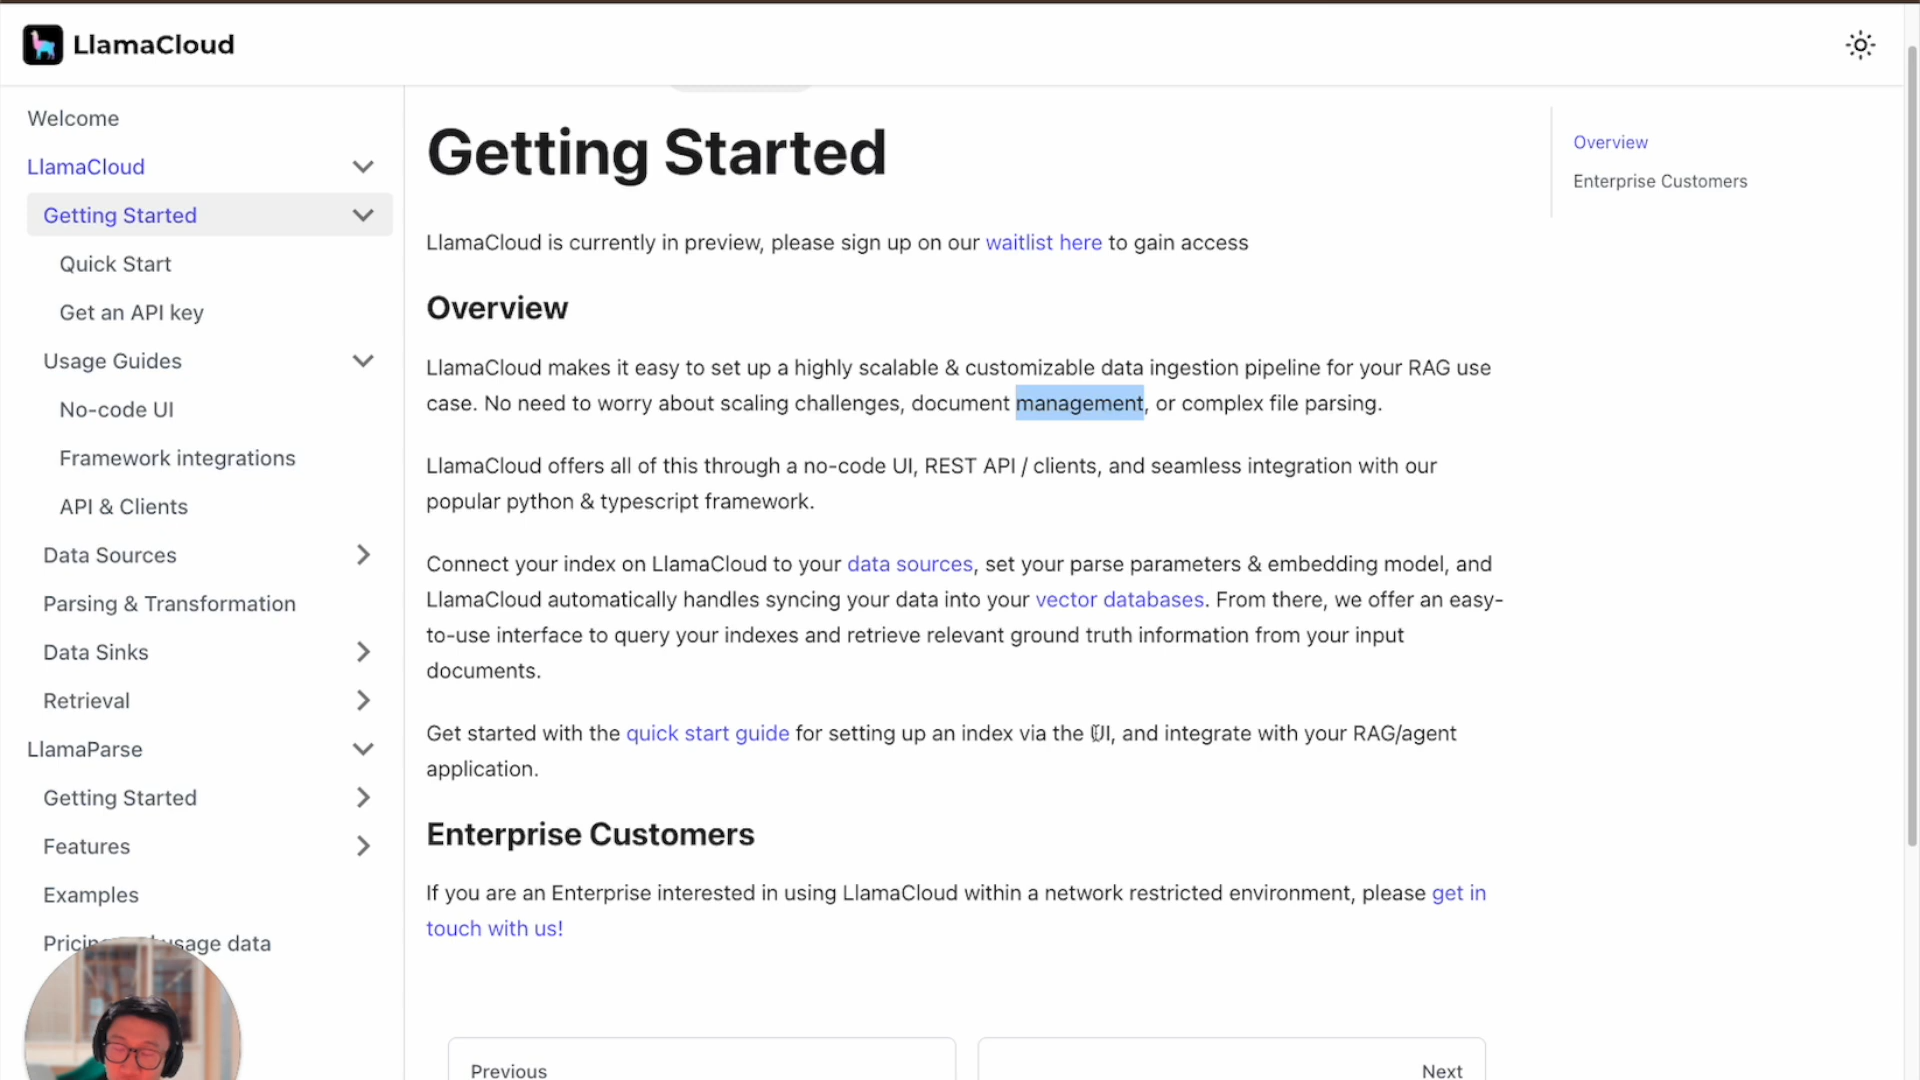 LlamaCloud
Welcome
LlamaCloud
Getting Started
Quick Start
Get an API key
Usage Guides
No-code UI
Framework integrations
API & Clients
Data Sources
Parsing & Transformation
Data Sinks
Retrieval
LlamaParse
Getting Started
Features
Examples
usage data
Getting Started
LlamaCloud is currently in preview, please sign up on our waitlist here to gain access
Overview
LlamaCloud makes it easy to set up a highly scalable & customizable data ingestion pipeline for your RAG use
case. No need to worry about scaling challenges, document management, or complex file parsing.
LlamaCloud offers all of this through a no-code UI, REST API / clients, and seamless integration with our
popular python & typescript framework.
Connect your index on LlamaCloud to your data sources, set your parse parameters & embedding model, and
LlamaCloud automatically handles syncing your data into your vector databases. From there, we offer an easy-
to-use interface to query your indexes and retrieve relevant ground truth information from your input
documents.
Get started with the quick start guide for setting up an index via the UI, and integrate with your RAG/agent
application.
Enterprise Customers
If you are an Enterprise interested in using LlamaCloud within a network restricted environment, please get in
touch with us!
Previous
Next
Overview
Enterprise Customers